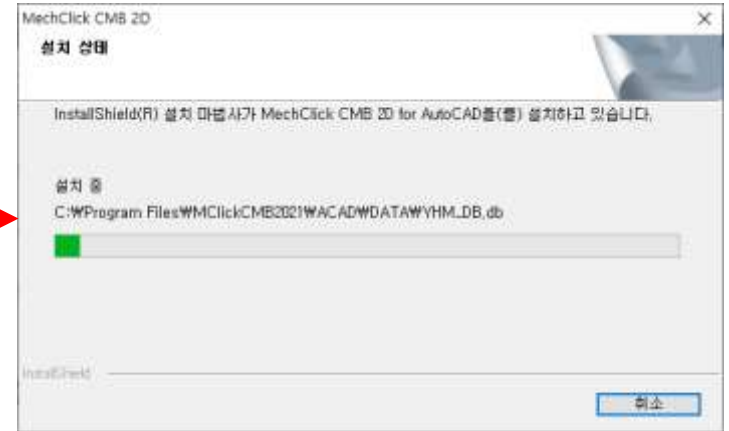 MechClick CMB 2D
설치 상태
InstallShield(R) 설치 마법사가 MechClick CMB 2D for AutoCAD을(를) 설치하고 있습니다.
설치 중
C:₩Program Files₩MClickCMB2021₩ACAD₩DATA₩YHM_DB.db
InstallShield
취소